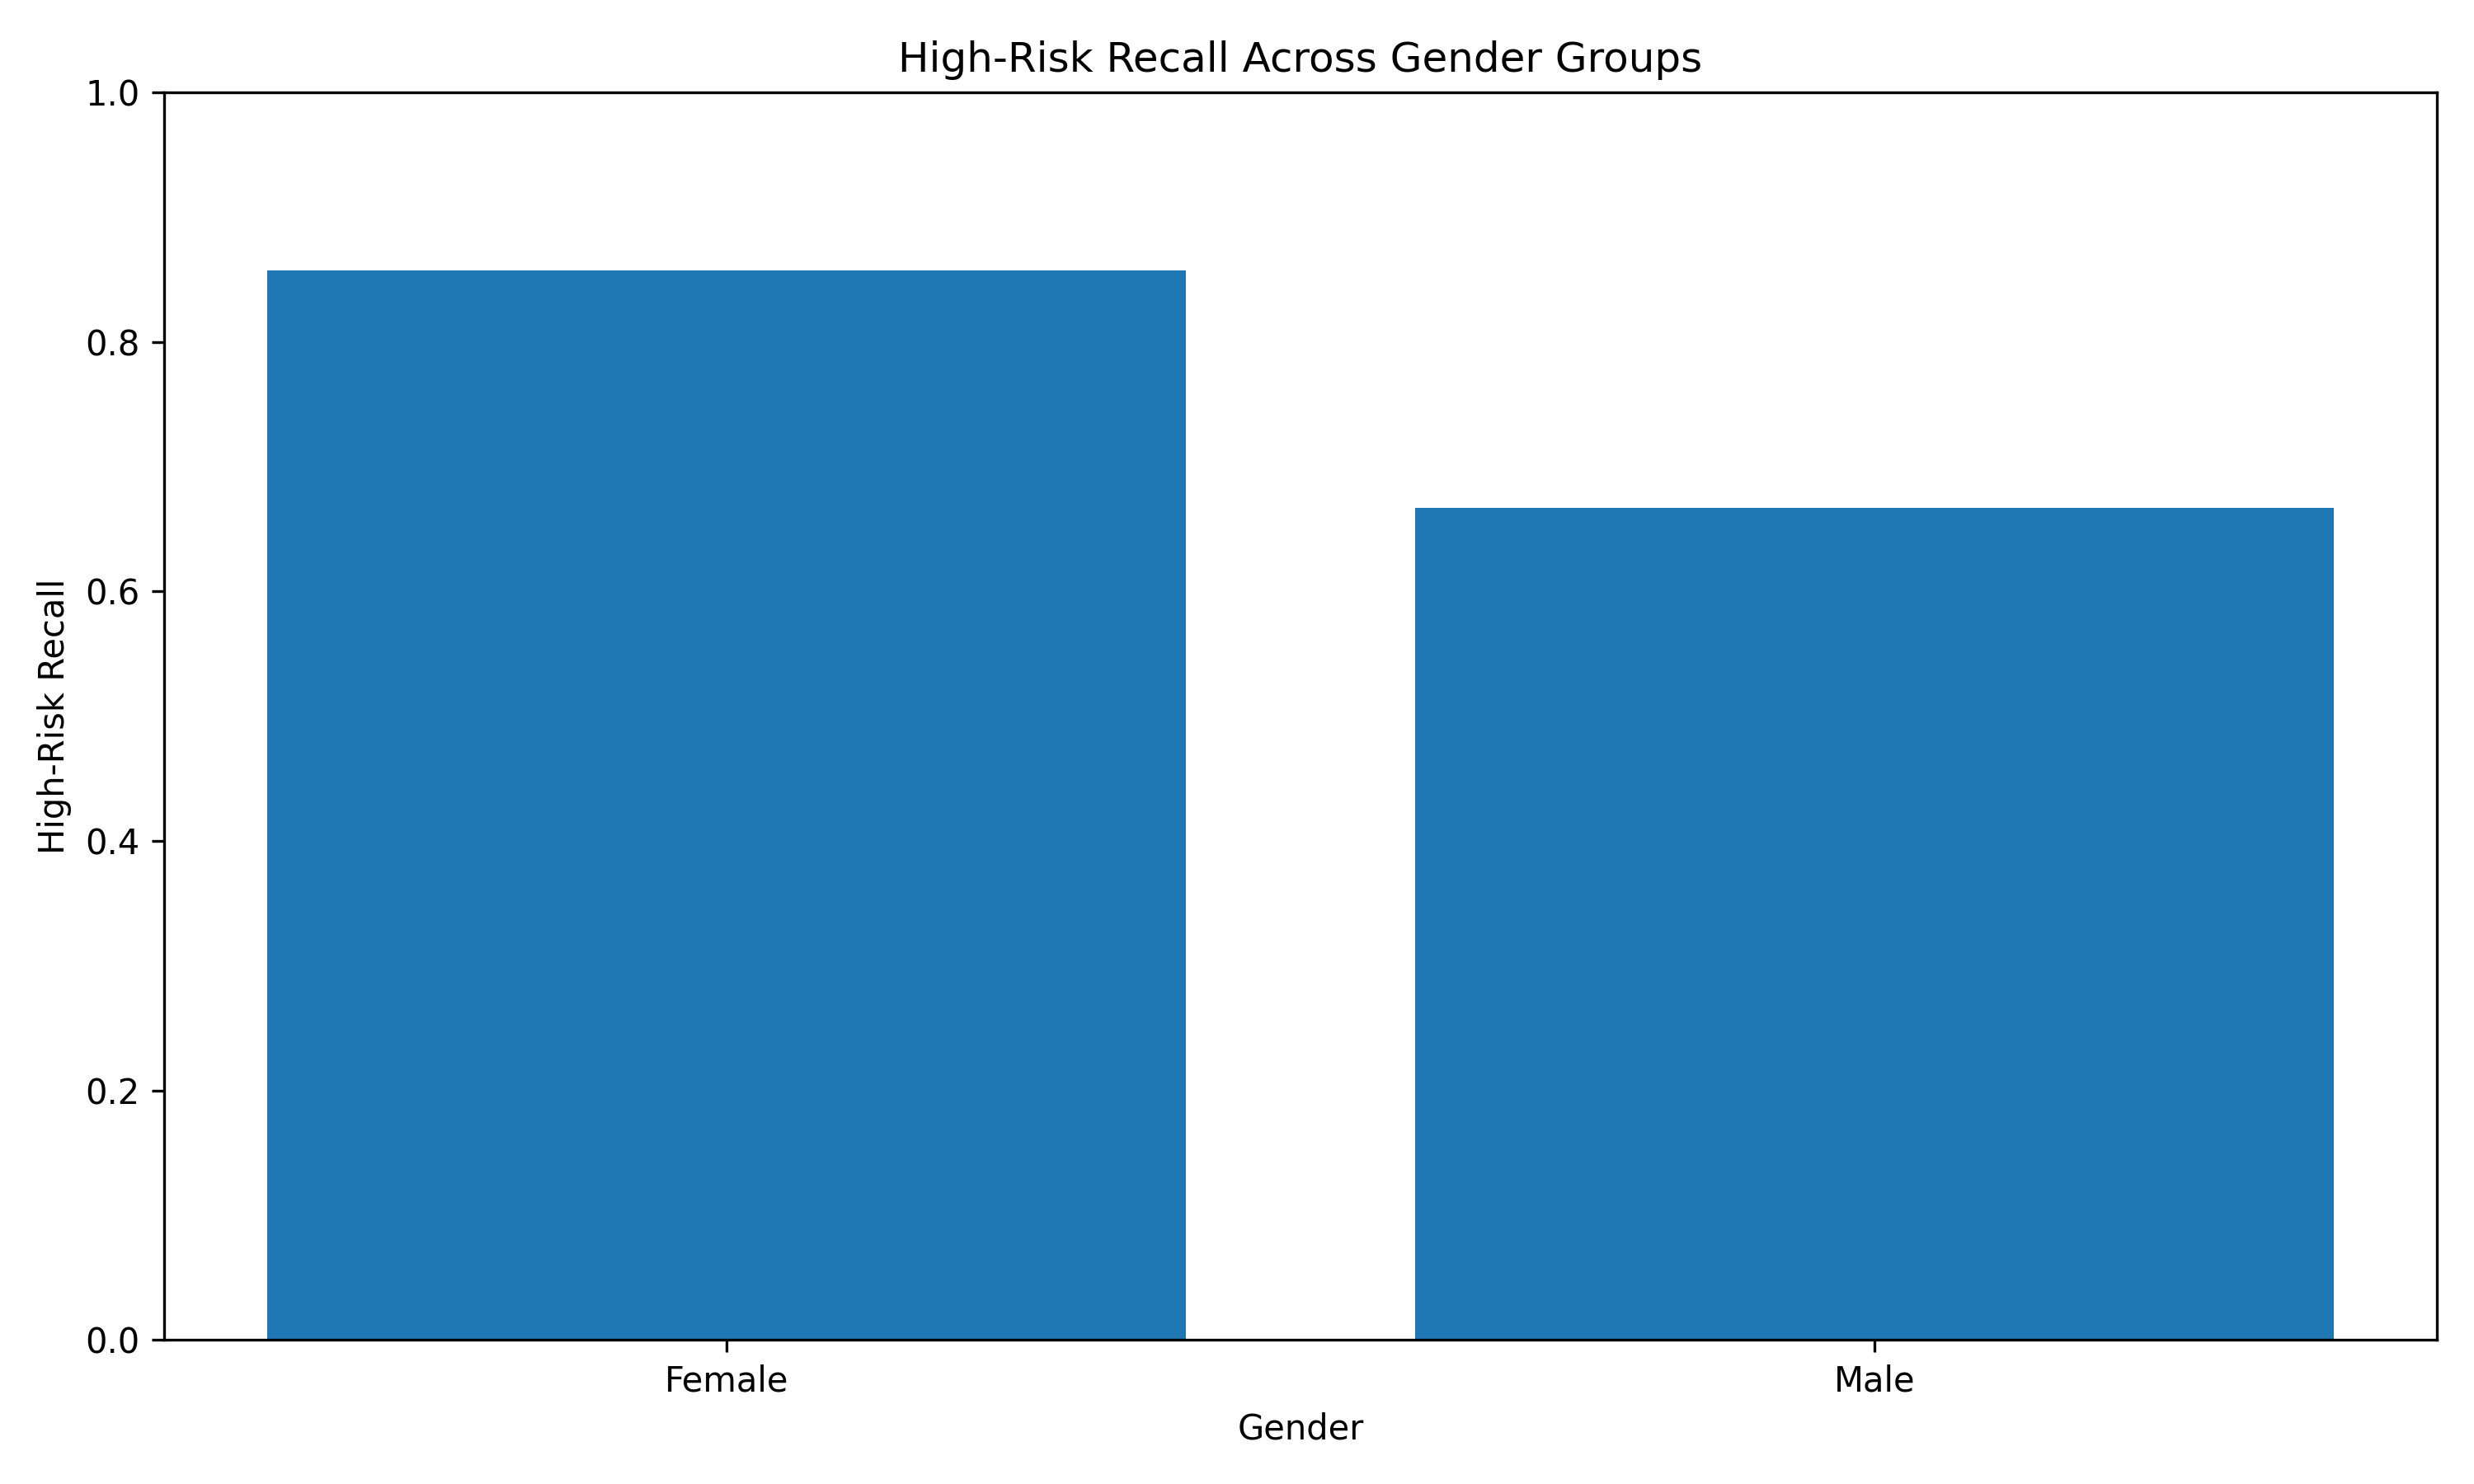 High-Risk Recall Across Gender Groups
1.0
0.8
0.6
0.4
0.2
0.0
High-Risk Recall
Female
Male
Gender